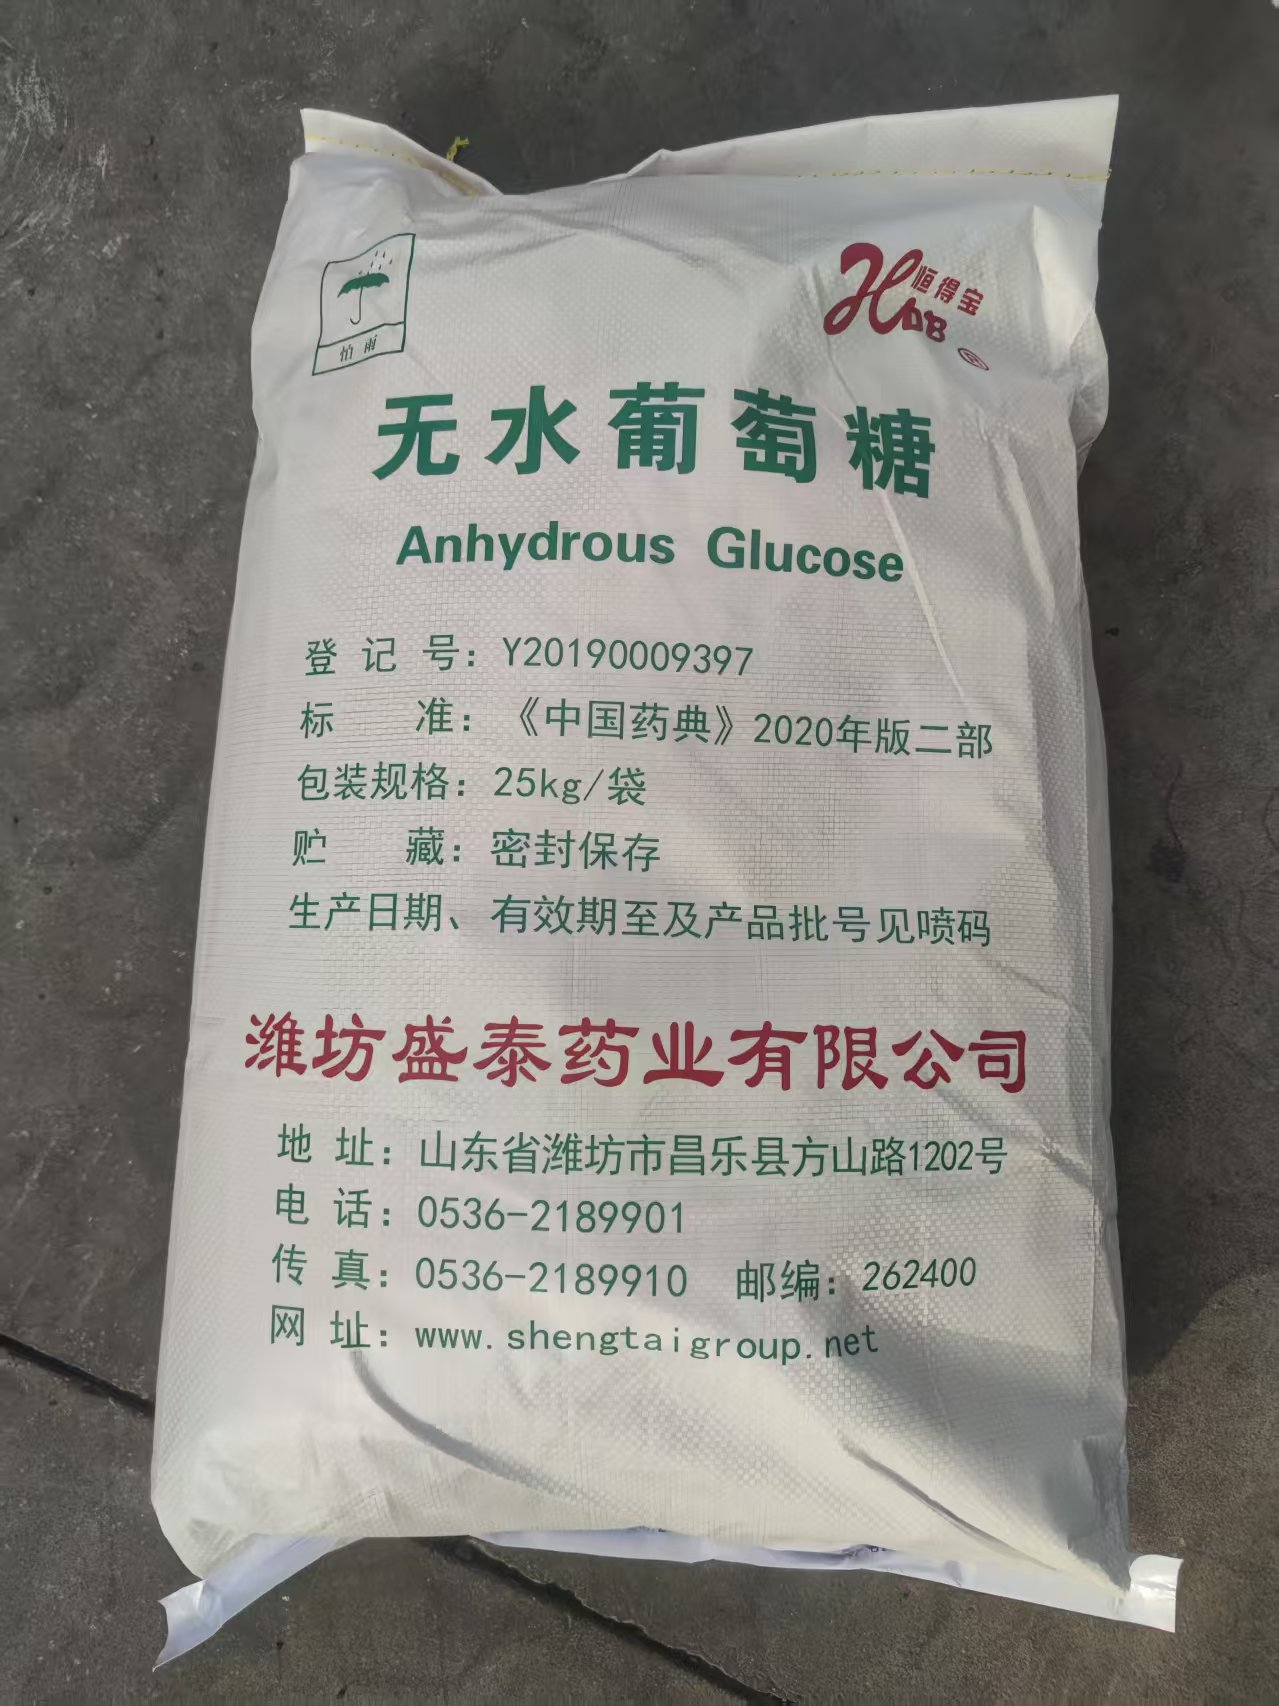 怕雨
恒得宝
HDB
®
无水葡萄糖
Anhydrous Glucose
登记号：Y20190009397
标准：《中国药典》2020年版二部
包装规格：25kg/袋
贮藏：密封保存
生产日期、有效期至及产品批号见喷码
潍坊盛泰药业有限公司
地址：山东省潍坊市昌乐县方山路1202号
电话：0536-2189901
传真：0536-2189910 邮编：262400
网址：www.shengtaigroup.net